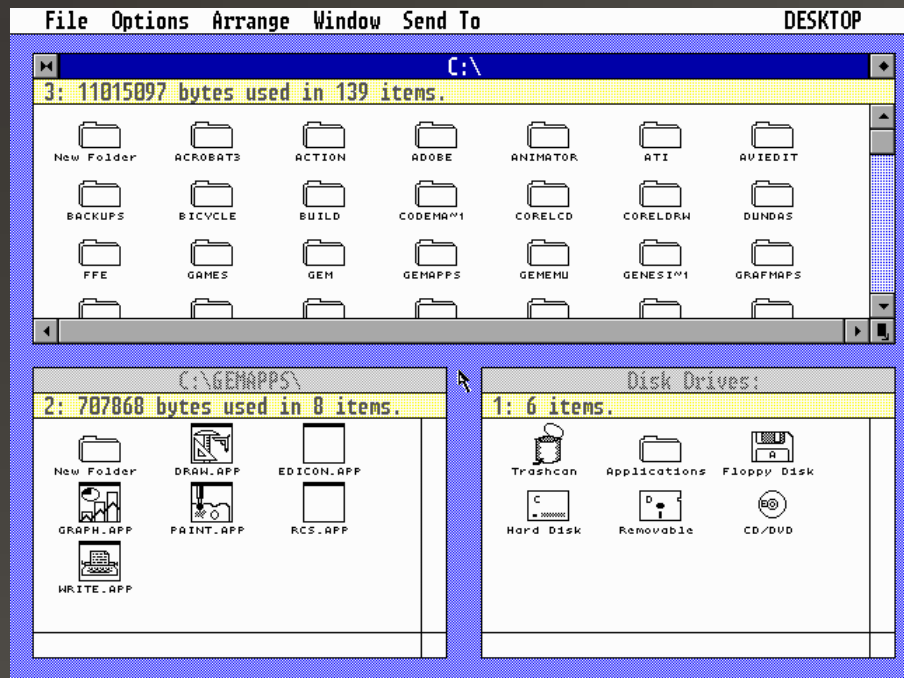 File Options Arrange Window Send To DESKTOP
C:\
3: 11015097 bytes used in 139 items.
New Folder ACROBAT3 ACTION ADOBE ANIMATOR ATI AVIEDIT
BACKUPS BICYCLE BUILD CODEMA~1 CORELCD CORELDRW DUNDAS
FFE GAMES GEM GEMAPPS GEMEMU GENESI~1 GRAFMAPS
C:\GEMAPPS\
2: 707868 bytes used in 8 items.
New Folder DRAW.APP EDICON.APP
GRAPH.APP PAINT.APP RCS.APP
WRITE.APP
Disk Drives:
1: 6 items.
Trashcan Applications Floppy Disk
A
C D
Hard Disk Removable CD/DVD